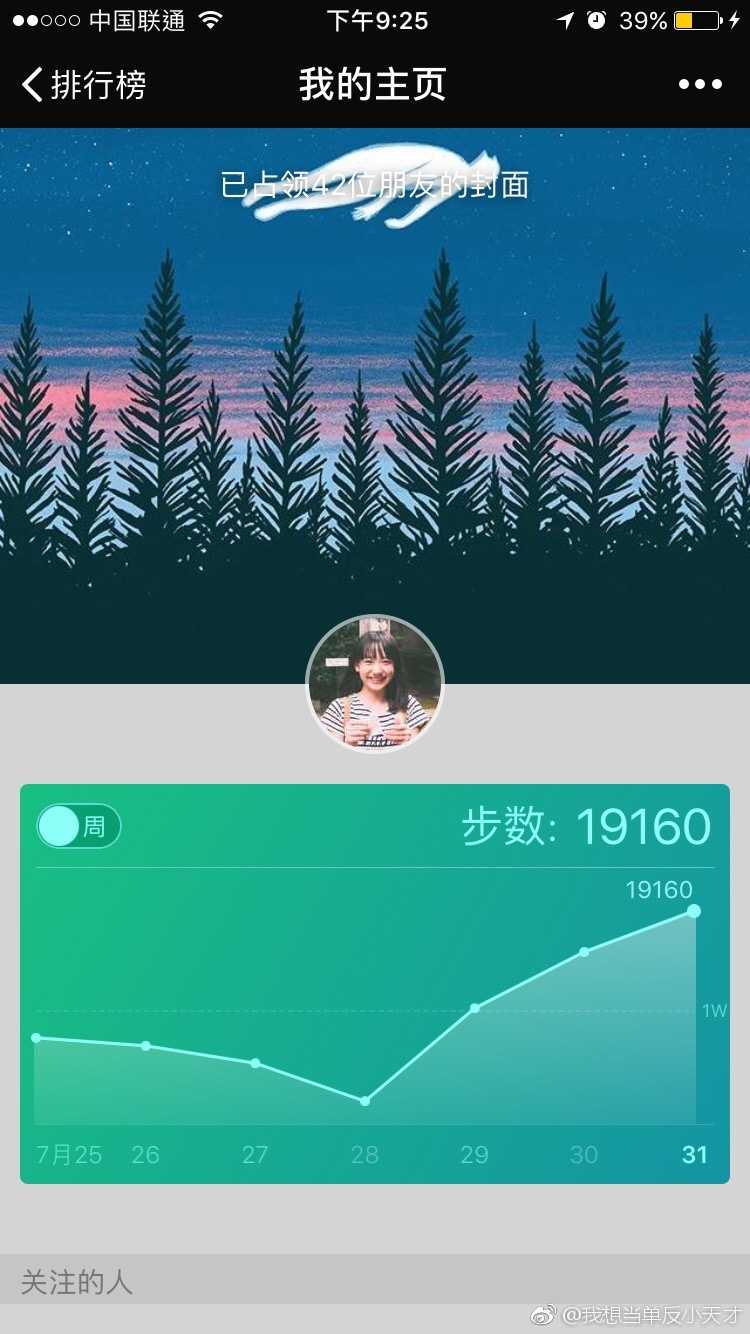 中国联通 下午9:25 39%
排行榜 我的主页
已占领42位朋友的封面
周 步数: 19160
19160
1W
7月25 26 27 28 29 30 31
关注的人
@我想当单反小天才